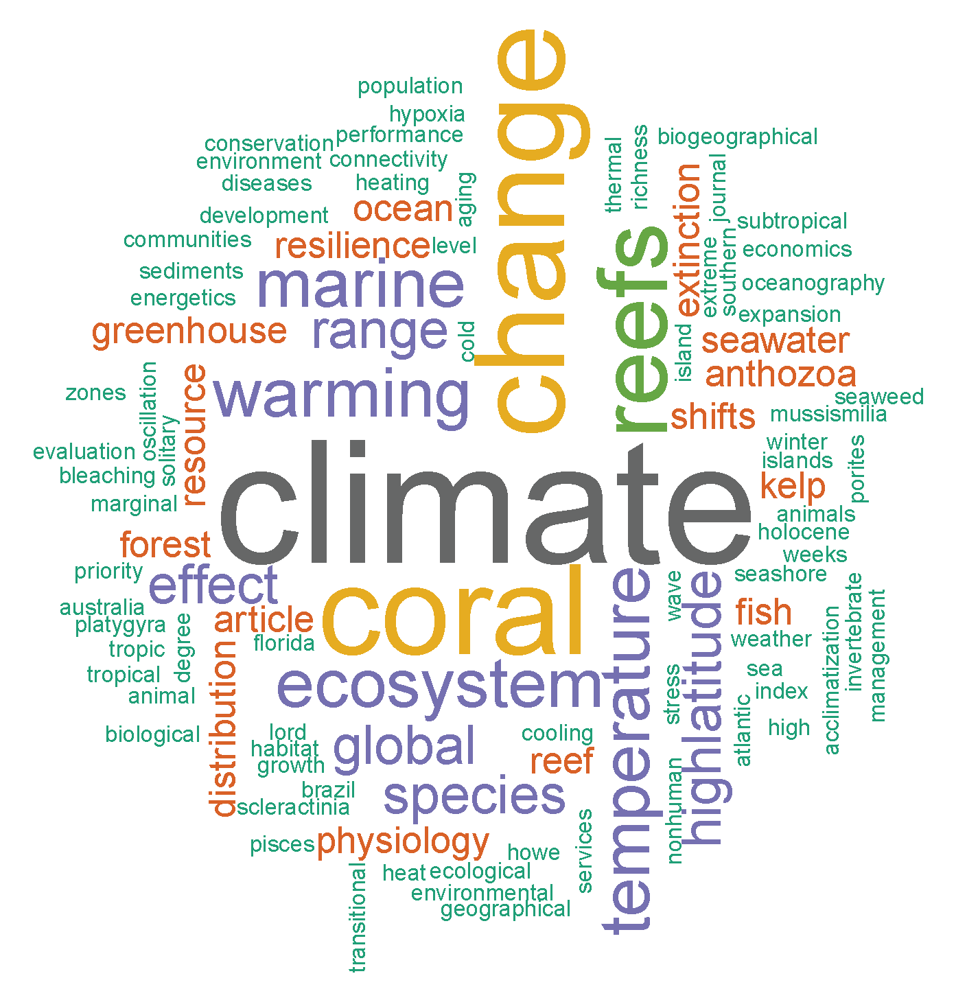 population
hypoxia
performance
conservation
environment
connectivity
diseases
heating
aging
ocean
development
communities
resilience
level
sediments
marine
energetics
greenhouse
range
cold
change
thermal
richness
biogeographical
extinction
journal
subtropical
reefs
extreme
southern
economics
oceanography
expansion
island
seawater
anthozoa
seaweed
shifts
mussismilia
zones
oscillation
resource
warming
solitary
evaluation
bleaching
marginal
climate
winter
islands
porites
kelp
animals
holocene
weeks
forest
priority
effect
coral
temperature
wave
highlatitude
seashore
invertebrate
management
australia
platygyra
degree
article
fish
tropic
florida
weather
acclimatization
tropical
distribution
ecosystem
stress
sea
index
animal
atlantic
high
biological
lord
habitat
growth
global
cooling
reef
nonhuman
brazil
species
scleractinia
pisces
physiology
howe
services
transitional
heat
ecological
environmental
geographical